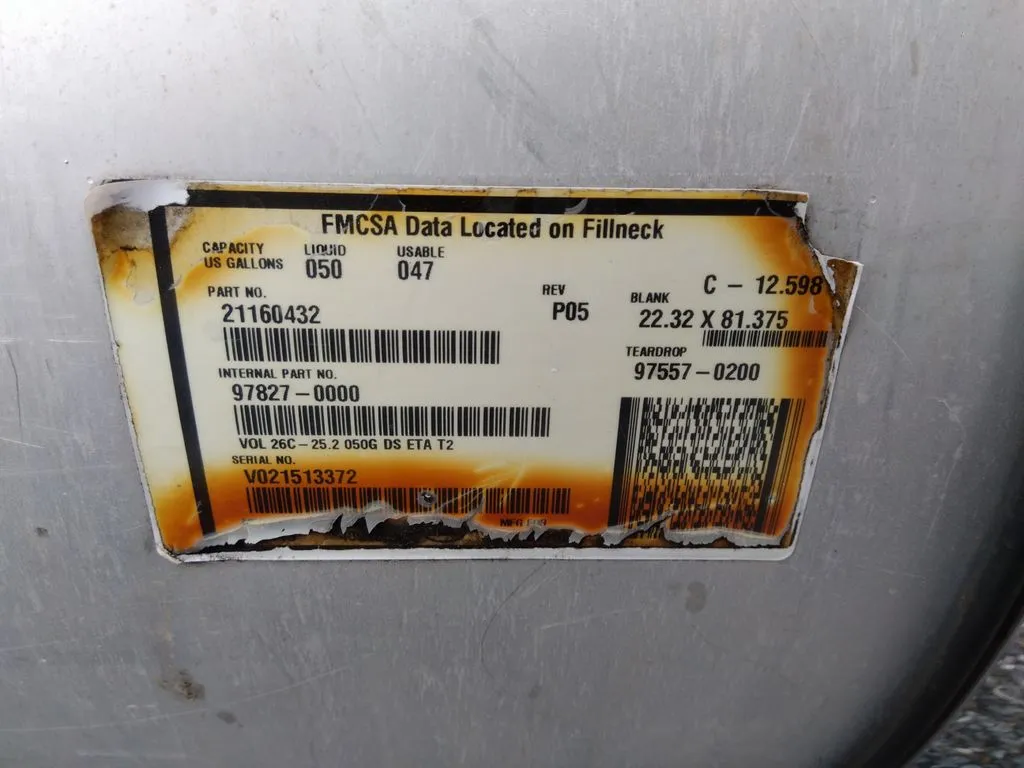 FMCSA Data Located on Fillneck
CAPACITY US GALLONS
LIQUID 050
USABLE 047
PART NO.
21160432
REV
P05
C - 12.598
BLANK
22.32 X 81.375
TEARDROP
97557-0200
INTERNAL PART NO.
97827-0000
VOL 26C-25.2 050G DS ETA T2
SERIAL NO.
V021513372